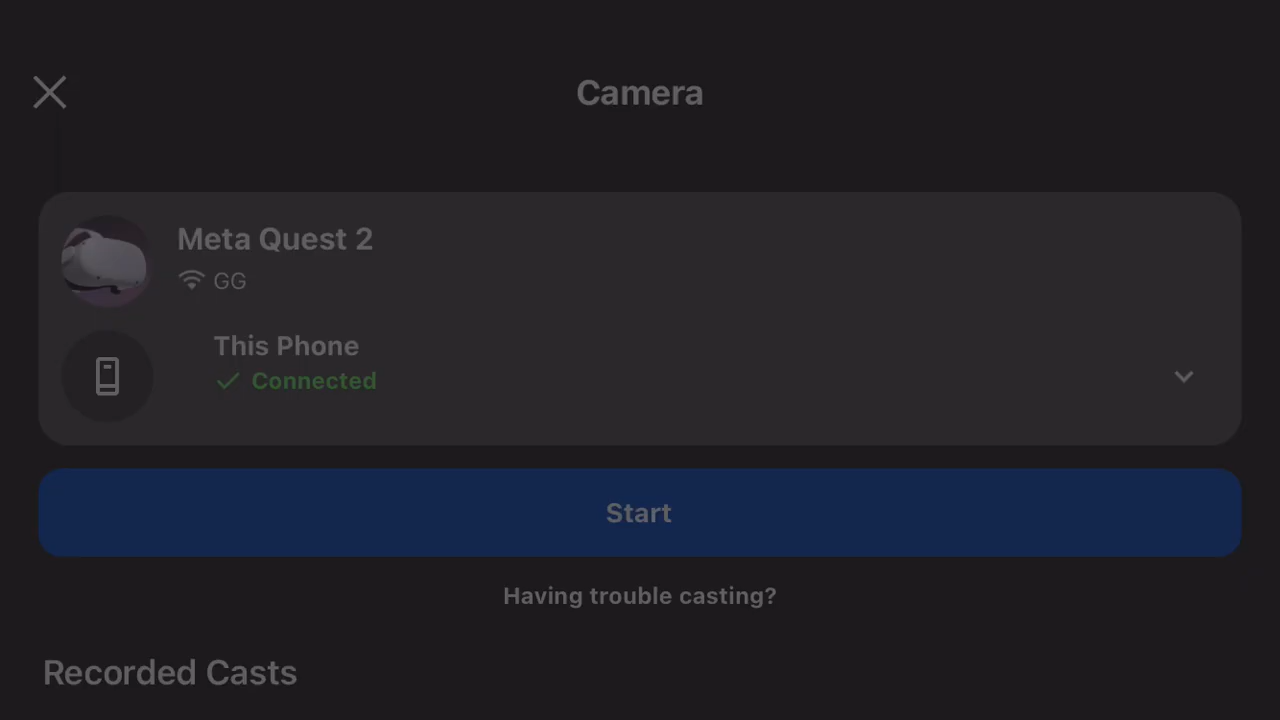 Camera
Meta Quest 2
GG
This Phone
Connected
Start
Having trouble casting?
Recorded Casts